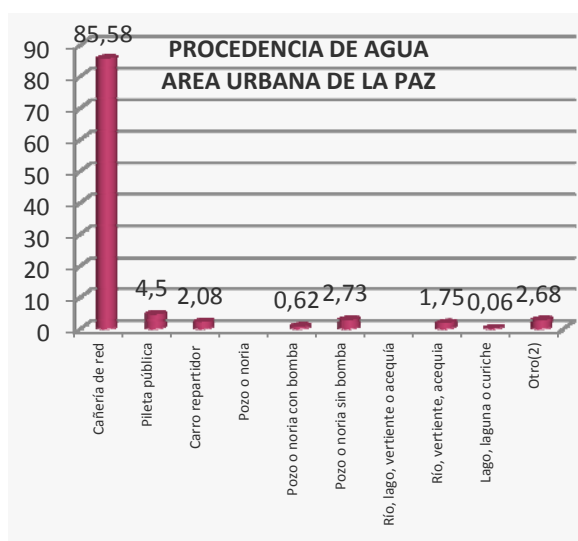 PROCEDENCIA DE AGUA
AREA URBANA DE LA PAZ
90
80
70
60
50
40
30
20
10
0
85,58
4,5
2,08
0,62
2,73
1,75
0,06
2,68
Cañería de red
Pileta pública
Carro repartidor
Pozo o noria
Pozo o noria con bomba
Pozo o noria sin bomba
Río, lago, vertiente o acequía
Río, vertiente, acequia
Lago, laguna o curiche
Otro(2)